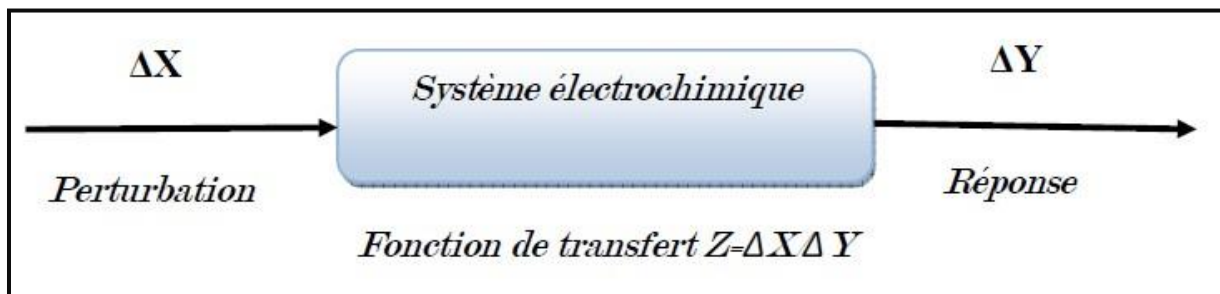 ΔX
ΔY
Système électrochimique
Perturbation
Réponse
Fonction de transfert Z=ΔXΔY